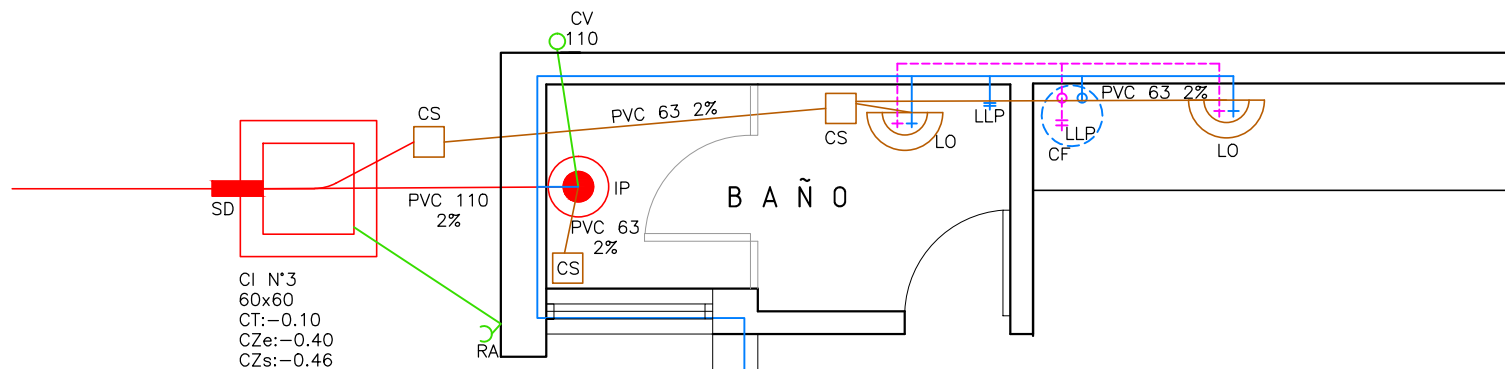 CV
110
CS
PVC 63 2%
CS
LLP
LO
PVC 63 2%
LLP
CF
LO
SD
PVC 110
2%
IP
BAÑO
PVC 63
2%
CS
CI N°3
60x60
CT:-0.10
CZe:-0.40
CZs:-0.46
RA